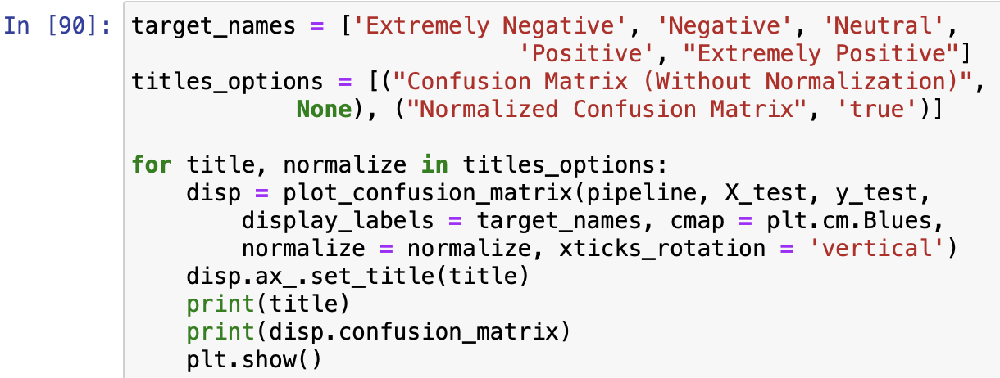 In [90]: target_names = ['Extremely Negative', 'Negative', 'Neutral',
                            'Positive', "Extremely Positive"]
titles_options = [("Confusion Matrix (Without Normalization)",
            None), ("Normalized Confusion Matrix", 'true')]

for title, normalize in titles_options:
    disp = plot_confusion_matrix(pipeline, X_test, y_test,
        display_labels = target_names, cmap = plt.cm.Blues,
        normalize = normalize, xticks_rotation = 'vertical')
    disp.ax_.set_title(title)
    print(title)
    print(disp.confusion_matrix)
    plt.show()